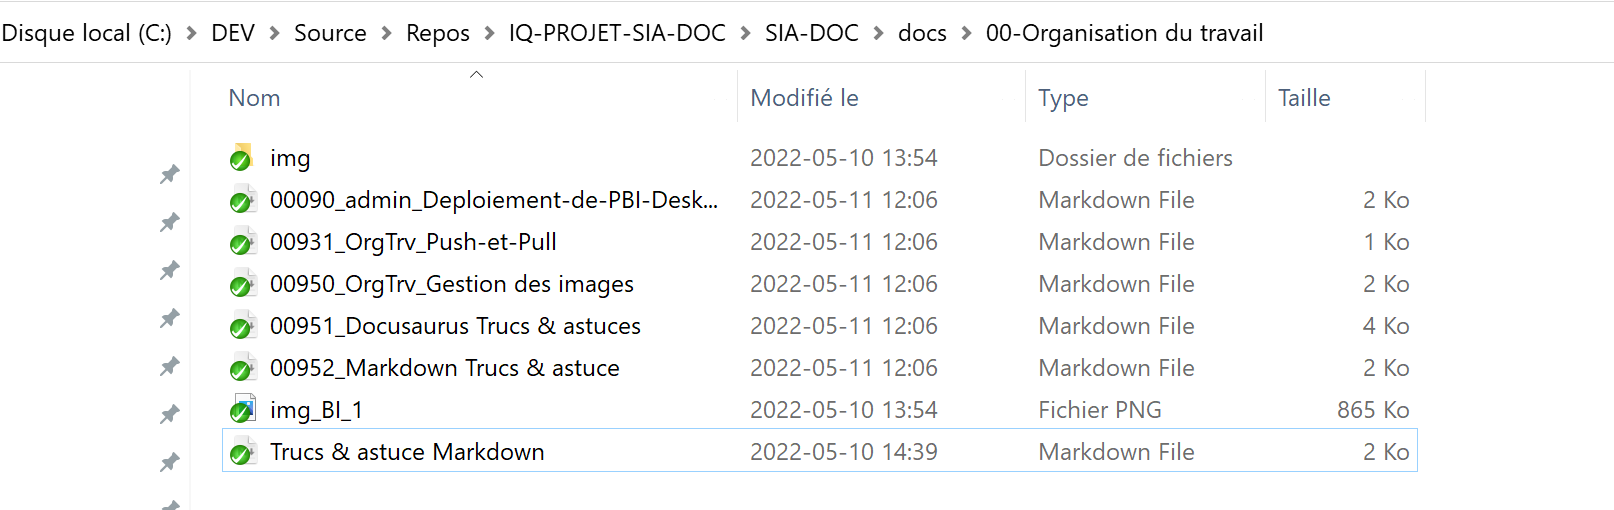 Disque local (C:) > DEV > Source > Repos > IQ-PROJET-SIA-DOC > SIA-DOC > docs > 00-Organisation du travail
Nom Modifié le Type Taille
img 2022-05-10 13:54 Dossier de fichiers
00090_admin_Deploiement-de-PBI-Desk... 2022-05-11 12:06 Markdown File 2 Ko
00931_OrgTrv_Push-et-Pull 2022-05-11 12:06 Markdown File 1 Ko
00950_OrgTrv_Gestion des images 2022-05-11 12:06 Markdown File 2 Ko
00951_Docusaurus Trucs & astuces 2022-05-11 12:06 Markdown File 4 Ko
00952_Markdown Trucs & astuce 2022-05-11 12:06 Markdown File 2 Ko
img_BI_1 2022-05-10 13:54 Fichier PNG 865 Ko
Trucs & astuce Markdown 2022-05-10 14:39 Markdown File 2 Ko